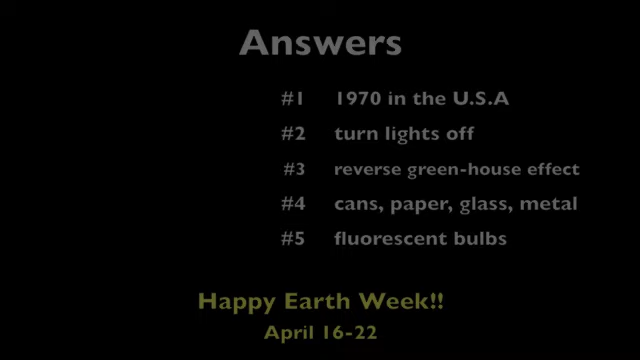 Answers
#1 1970 in the U.S.A
#2 turn lights off
#3 reverse green-house effect
#4 cans, paper, glass, metal
#5 fluorescent bulbs
Happy Earth Week!!
April 16-22